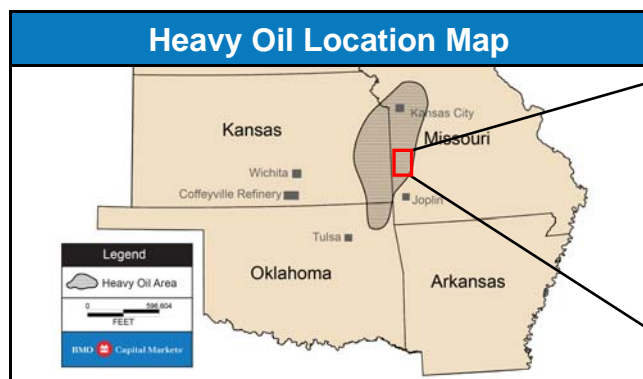 Heavy Oil Location Map
Kansas City
Kansas
Missouri
Wichita
Coffeyville Refinery
Joplin
Tulsa
Oklahoma
Arkansas
Legend
Heavy Oil Area
0 596,604
FEET
BMO Capital Markets